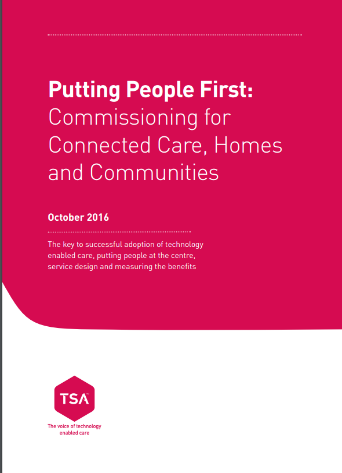 Putting People First:
Commissioning for
Connected Care, Homes
and Communities
October 2016
The key to successful adoption of technology
enabled care, putting people at the centre,
service design and measuring the benefits
TSA
The voice of technology
enabled care